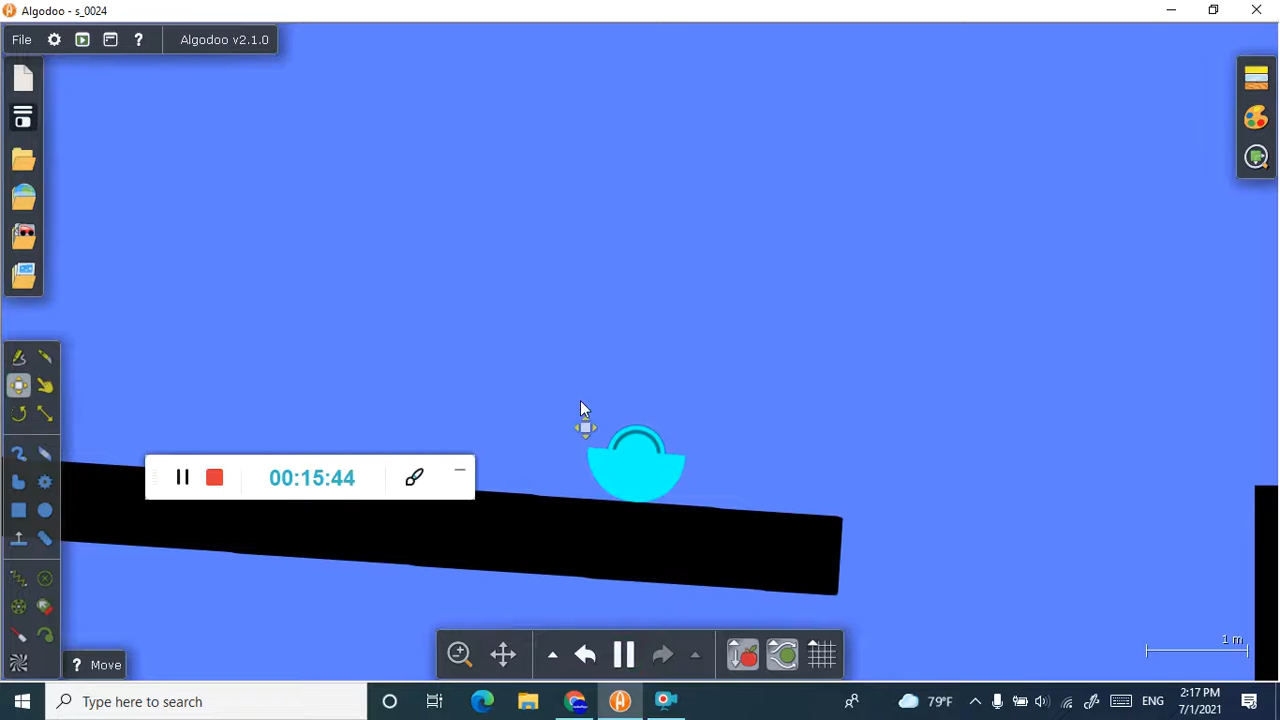 Algodoo - s_0024
File
?
Algodoo v2.1.0
00:15:44
1 m
? Move
Type here to search
79°F
ENG
2:17 PM
7/1/2021